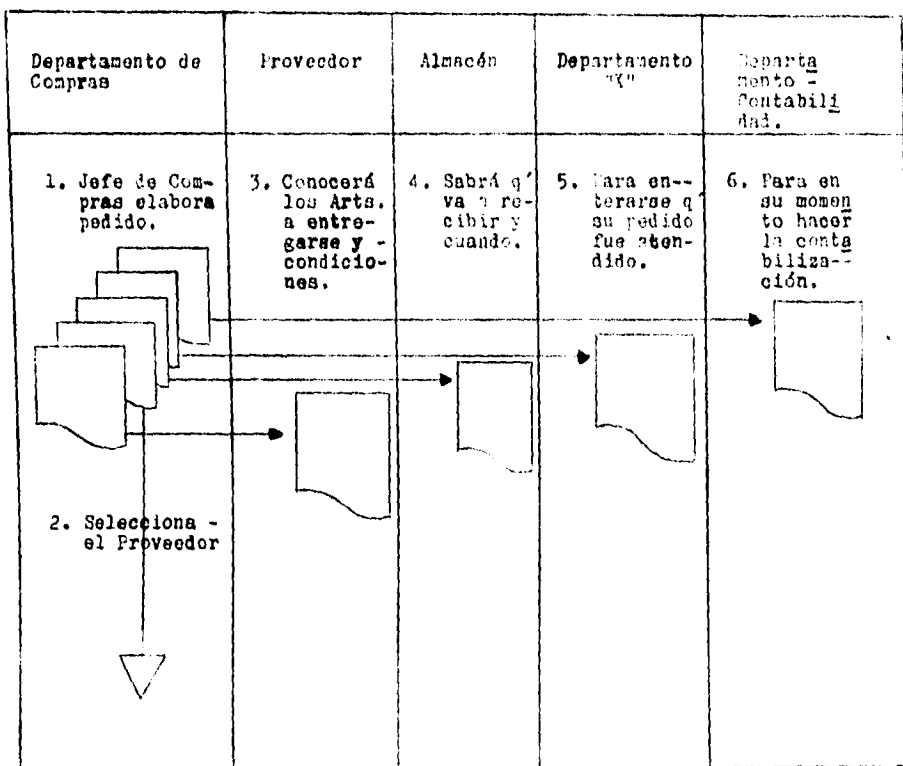 Departamento de
Compras
Proveedor
Almacén
Departamento
"X"
Departa
mento -
Contabili
dad.
1. Jefe de Com-
pras elabora
pedido.
3. Conocerá
los Arts.
a entre-
garse y -
condicio-
nes.
4. Sabrá q'
va a re-
cibir y
cuando.
5. Para en--
terarse q'
su pedido
fue aten-
dido.
6. Para en
su momen
to hacer
la conta
biliza--
ción.
2. Selecciona -
el Proveedor